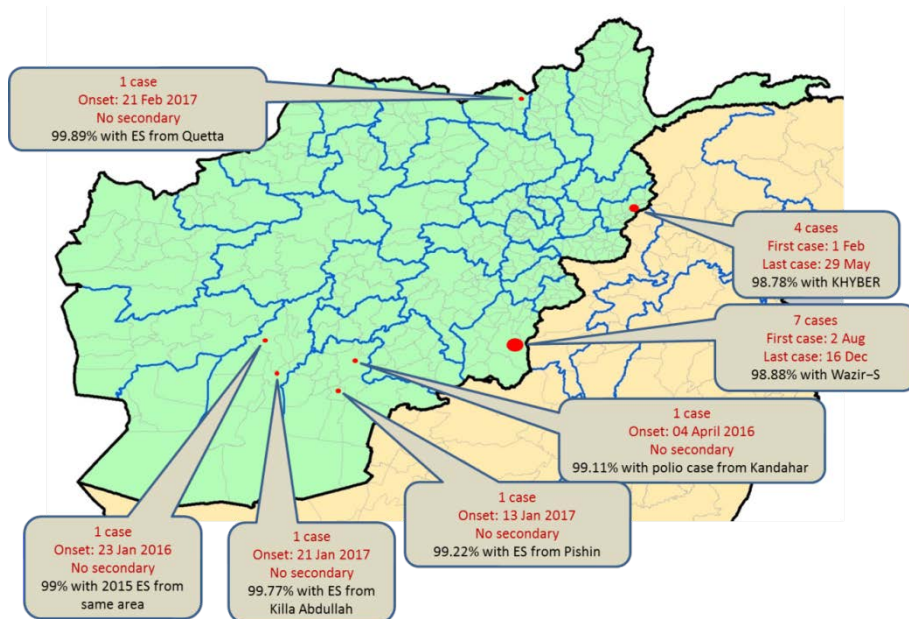 1 case
Onset: 21 Feb 2017
No secondary
99.89% with ES from Quetta
4 cases
First case: 1 Feb
Last case: 29 May
98.78% with KHYBER
7 cases
First case: 2 Aug
Last case: 16 Dec
98.88% with Wazir–S
1 case
Onset: 04 April 2016
No secondary
99.11% with polio case from Kandahar
1 case
Onset: 13 Jan 2017
No secondary
99.22% with ES from Pishin
1 case
Onset: 23 Jan 2016
No secondary
99% with 2015 ES from
same area
1 case
Onset: 21 Jan 2017
No secondary
99.77% with ES from
Killa Abdullah